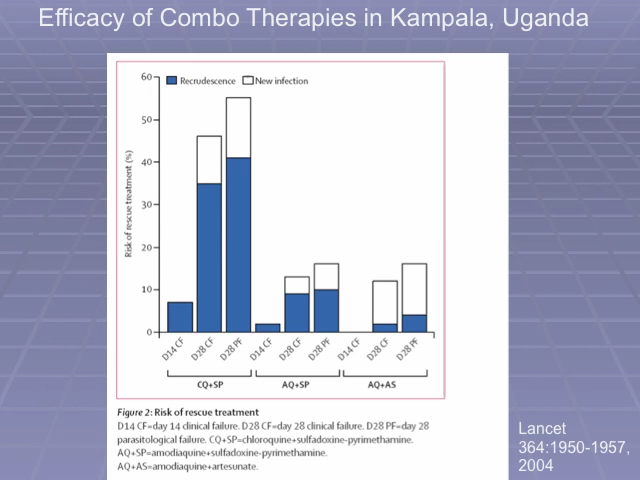 Efficacy of Combo Therapies in Kampala, Uganda
Recrudescence
New infection
Risk of rescue treatment (%)
60
50
40
30
20
10
0
D14 CF
D28 CF
D28 PF
D14 CF
D28 CF
D28 PF
D14 CF
D28 CF
D28 PF
CQ+SP
AQ+SP
AQ+AS
Figure 2: Risk of rescue treatment
D14 CF=day 14 clinical failure. D28 CF=day 28 clinical failure. D28 PF=day 28
parasitological failure. CQ+SP=chloroquine+sulfadoxine-pyrimethamine.
AQ+SP=amodiaquine+sulfadoxine-pyrimethamine.
AQ+AS=amodiaquine+artesunate.
Lancet
364:1950-1957,
2004